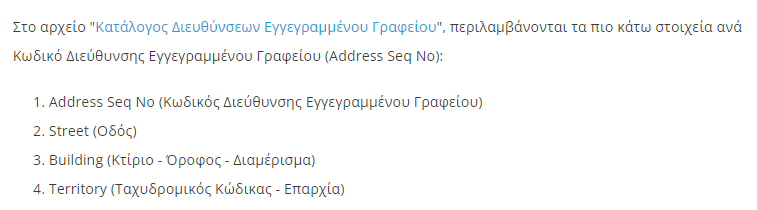 Στο αρχείο "Κατάλογος Διευθύνσεων Εγγεγραμμένου Γραφείου", περιλαμβάνονται τα πιο κάτω στοιχεία ανά
Κωδικό Διεύθυνσης Εγγεγραμμένου Γραφείου (Address Seq No):
1. Address Seq No (Κωδικός Διεύθυνσης Εγγεγραμμένου Γραφείου)
2. Street (Οδός)
3. Building (Κτίριο - Όροφος - Διαμέρισμα)
4. Territory (Ταχυδρομικός Κώδικας - Επαρχία)